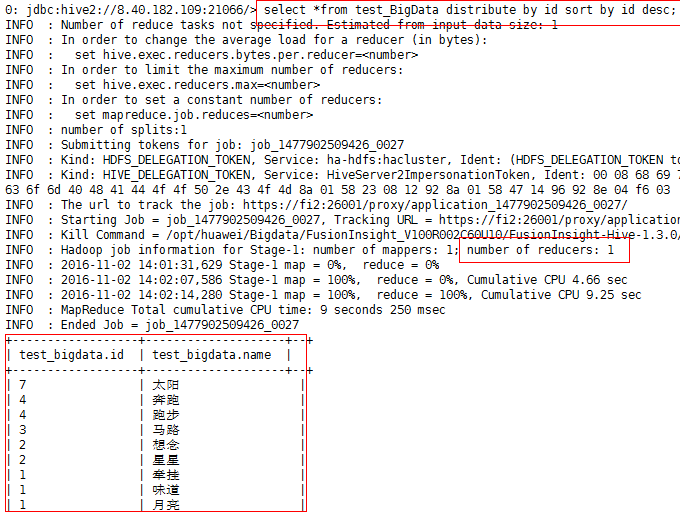 0: jdbc:hive2://8.40.182.109:21066/> select *from test_BigData distribute by id sort by id desc;
INFO  : Number of reduce tasks not specified. Estimated from input data size: 1
INFO  : In order to change the average load for a reducer (in bytes):
INFO  :   set hive.exec.reducers.bytes.per.reducer=<number>
INFO  : In order to limit the maximum number of reducers:
INFO  :   set hive.exec.reducers.max=<number>
INFO  : In order to set a constant number of reducers:
INFO  :   set mapreduce.job.reduces=<number>
INFO  : number of splits:1
INFO  : Submitting tokens for job: job_1477902509426_0027
INFO  : Kind: HDFS_DELEGATION_TOKEN, Service: ha-hdfs:hacluster, Ident: (HDFS_DELEGATION_TOKEN to
INFO  : Kind: HIVE_DELEGATION_TOKEN, Service: HiveServer2ImpersonationToken, Ident: 00 08 68 69 7
63 6f 6d 40 48 41 44 4f 4f 50 2e 43 4f 4d 8a 01 58 23 08 12 92 8a 01 58 47 14 96 92 8e 04 f6 03
INFO  : The url to track the job: https://fi2:26001/proxy/application_1477902509426_0027/
INFO  : Starting Job = job_1477902509426_0027, Tracking URL = https://fi2:26001/proxy/application
INFO  : Kill Command = /opt/huawei/Bigdata/FusionInsight_V100R002C60U10/FusionInsight-Hive-1.3.0/
INFO  : Hadoop job information for Stage-1: number of mappers: 1; number of reducers: 1
INFO  : 2016-11-02 14:01:31,629 Stage-1 map = 0%,  reduce = 0%
INFO  : 2016-11-02 14:02:07,586 Stage-1 map = 100%,  reduce = 0%, Cumulative CPU 4.66 sec
INFO  : 2016-11-02 14:02:14,280 Stage-1 map = 100%,  reduce = 100%, Cumulative CPU 9.25 sec
INFO  : MapReduce Total cumulative CPU time: 9 seconds 250 msec
INFO  : Ended Job = job_1477902509426_0027
+------------------+--------------------+--+
| test_bigdata.id  | test_bigdata.name  |
+------------------+--------------------+--+
| 7                | 太阳                 |
| 4                | 奔跑                 |
| 4                | 跑步                 |
| 3                | 马路                 |
| 2                | 想念                 |
| 2                | 星星                 |
| 1                | 牵挂                 |
| 1                | 味道                 |
| 1                | 月亮                 |